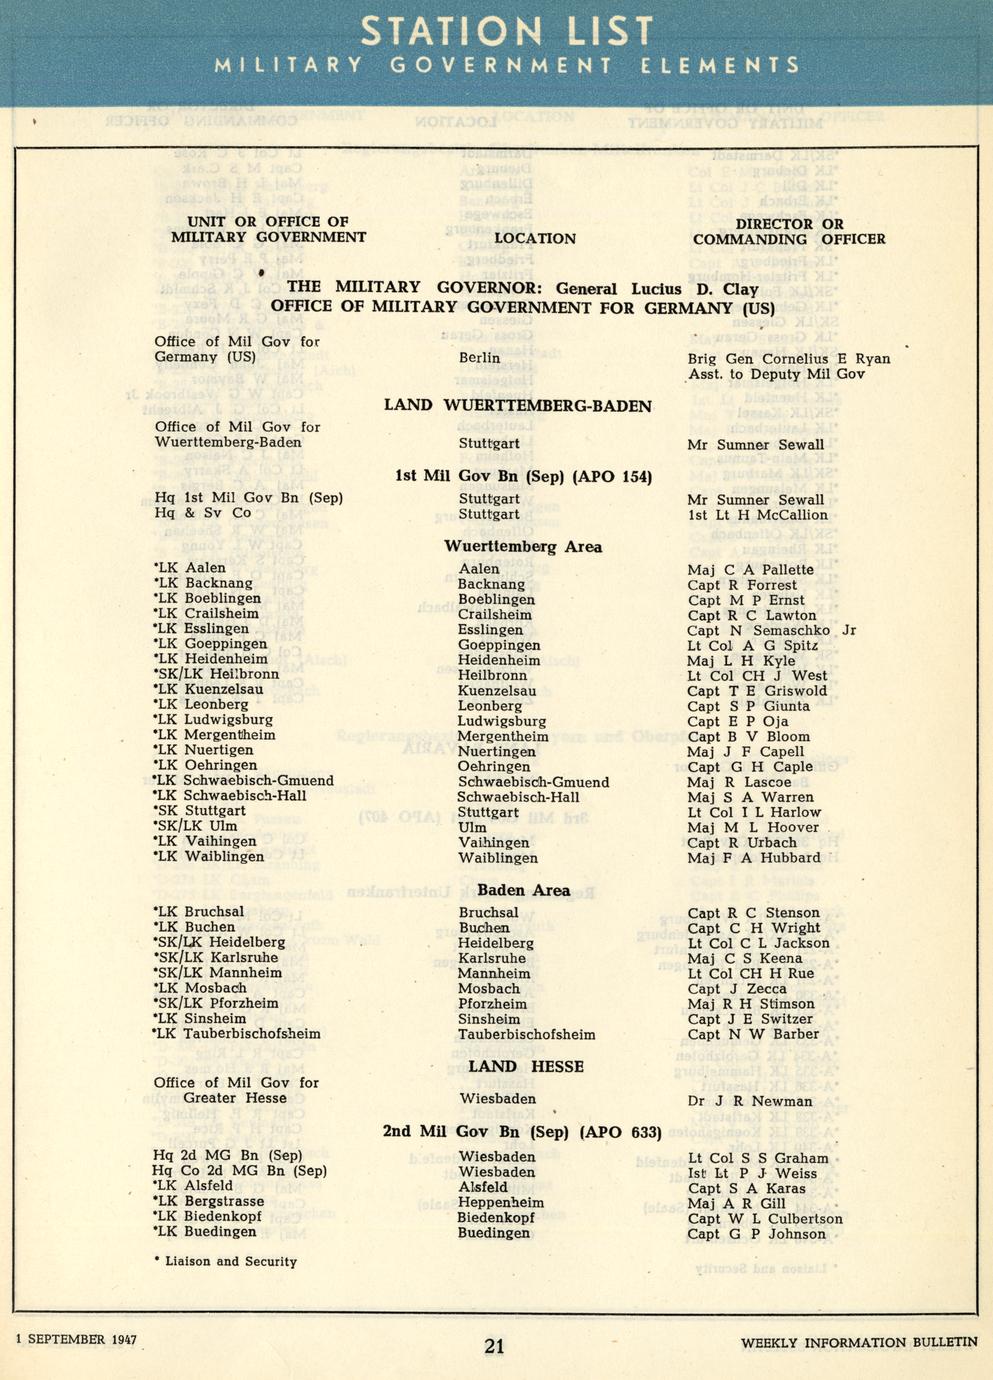 STATION LIST
MILITARY GOVERNMENT ELEMENTS
UNIT OR OFFICE OF MILITARY GOVERNMENT LOCATION DIRECTOR OR COMMANDING OFFICER
THE MILITARY GOVERNOR: General Lucius D. Clay
OFFICE OF MILITARY GOVERNMENT FOR GERMANY (US)
Office of Mil Gov for
Germany (US) Berlin Brig Gen Cornelius E Ryan
Asst. to Deputy Mil Gov
LAND WUERTTEMBERG-BADEN
Office of Mil Gov for
Wuerttemberg-Baden Stuttgart Mr Sumner Sewall
1st Mil Gov Bn (Sep) (APO 154)
Hq 1st Mil Gov Bn (Sep) Stuttgart Mr Sumner Sewall
Hq & Sv Co Stuttgart 1st Lt H McCallion
Wuerttemberg Area
*LK Aalen Aalen Maj C A Pallette
*LK Backnang Backnang Capt R Forrest
*LK Boeblingen Boeblingen Capt M P Ernst
*LK Crailsheim Crailsheim Capt R C Lawton
*LK Esslingen Esslingen Capt N Semaschko Jr
*LK Goeppingen Goeppingen Lt Col A G Spitz
*LK Heidenheim Heidenheim Maj L H Kyle
*SK/LK Heilbronn Heilbronn Lt Col CH J West
*LK Kuenzelsau Kuenzelsau Capt T E Griswold
*LK Leonberg Leonberg Capt S P Giunta
*LK Ludwigsburg Ludwigsburg Capt E P Oja
*LK Mergentheim Mergentheim Capt B V Bloom
*LK Nuertigen Nuertingen Maj J F Capell
*LK Oehringen Oehringen Capt G H Caple
*LK Schwaebisch-Gmuend Schwaebisch-Gmuend Maj R Lascoe
*LK Schwaebisch-Hall Schwaebisch-Hall Maj S A Warren
*SK Stuttgart Stuttgart Lt Col I L Harlow
*SK/LK Ulm Ulm Maj M L Hoover
*LK Vaihingen Vaihingen Capt R Urbach
*LK Waiblingen Waiblingen Maj F A Hubbard
Baden Area
*LK Bruchsal Bruchsal Capt R C Stenson
*LK Buchen Buchen Capt C H Wright
*SK/LK Heidelberg Heidelberg Lt Col C L Jackson
*SK/LK Karlsruhe Karlsruhe Maj C S Keena
*SK/LK Mannheim Mannheim Lt Col CH H Rue
*LK Mosbach Mosbach Capt J Zecca
*SK/LK Pforzheim Pforzheim Maj R H Stimson
*LK Sinsheim Sinsheim Capt J E Switzer
*LK Tauberbischofsheim Tauberbischofsheim Capt N W Barber
LAND HESSE
Office of Mil Gov for
Greater Hesse Wiesbaden Dr J R Newman
2nd Mil Gov Bn (Sep) (APO 633)
Hq 2d MG Bn (Sep) Wiesbaden Lt Col S S Graham
Hq Co 2d MG Bn (Sep) Wiesbaden Ist Lt P J Weiss
*LK Alsfeld Alsfeld Capt S A Karas
*LK Bergstrasse Heppenheim Maj A R Gill
*LK Biedenkopf Biedenkopf Capt W L Culbertson
*LK Buedingen Buedingen Capt G P Johnson
* Liaison and Security
1 SEPTEMBER 1947 21 WEEKLY INFORMATION BULLETIN